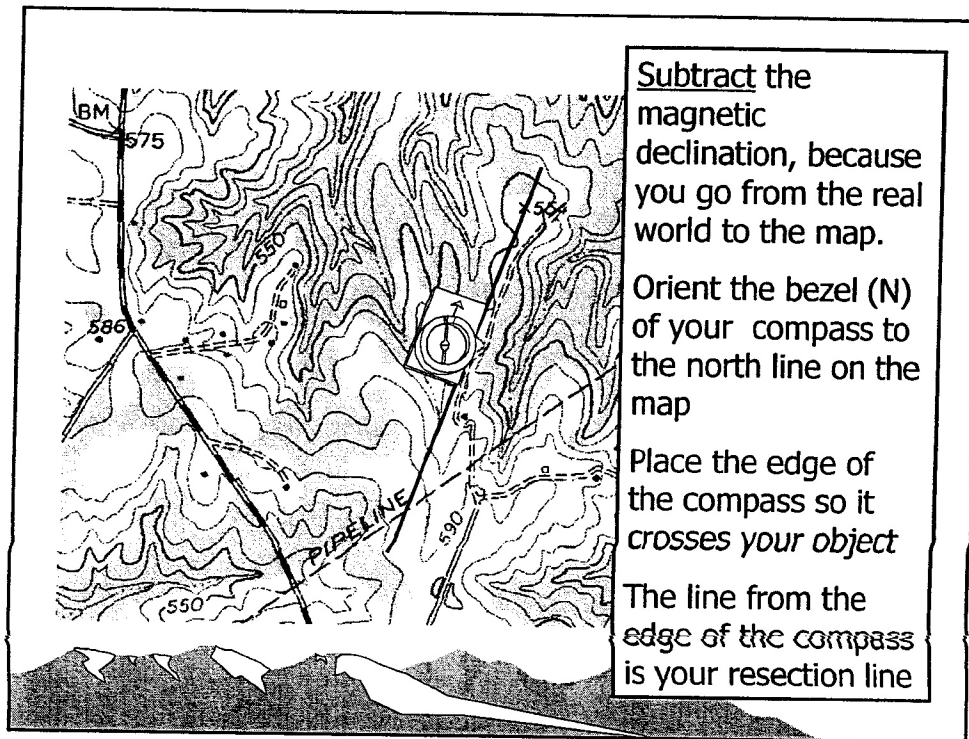 BM
575
586
550
554
PIPELINE
590
550
Subtract the
magnetic
declination, because
you go from the real
world to the map.
Orient the bezel (N)
of your compass to
the north line on the
map
Place the edge of
the compass so it
crosses your object
The line from the
edge of the compass
is your resection line